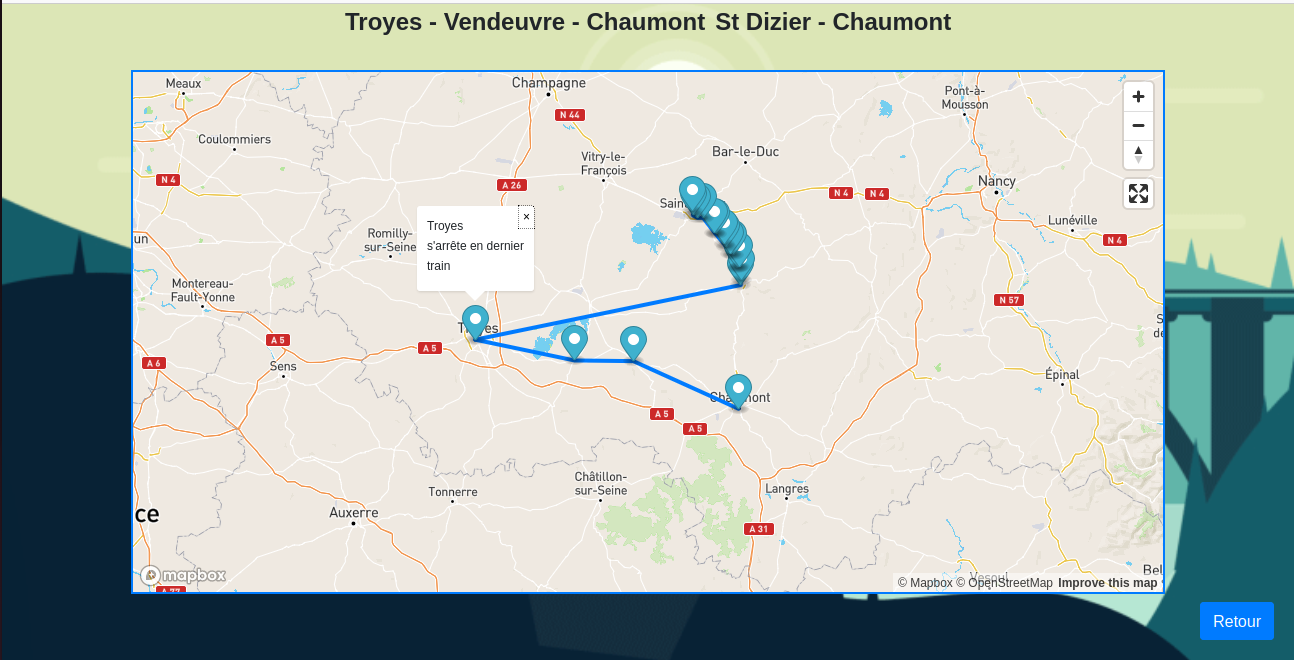 Troyes - Vendeuvre - Chaumont St Dizier - Chaumont
Meaux
Champagne
Pont-à-
Mousson
N 44
Coulommiers
Vitry-le-
François
Bar-le-Duc
N 4
A 26
N 4
N 4
Nancy
Lunéville
N 4
Romilly-
sur-Seine
Troyes
s'arrête en dernier
train
×
un
Montereau-
Fault-Yonne
N 57
A 5
A 5
A 6
Sens
Épinal
A 5
A 5
Châtillon-
sur-Seine
Langres
Tonnerre
Auxerre
ce
A 31
mapbox
© Mapbox © OpenStreetMap Improve this map
Retour